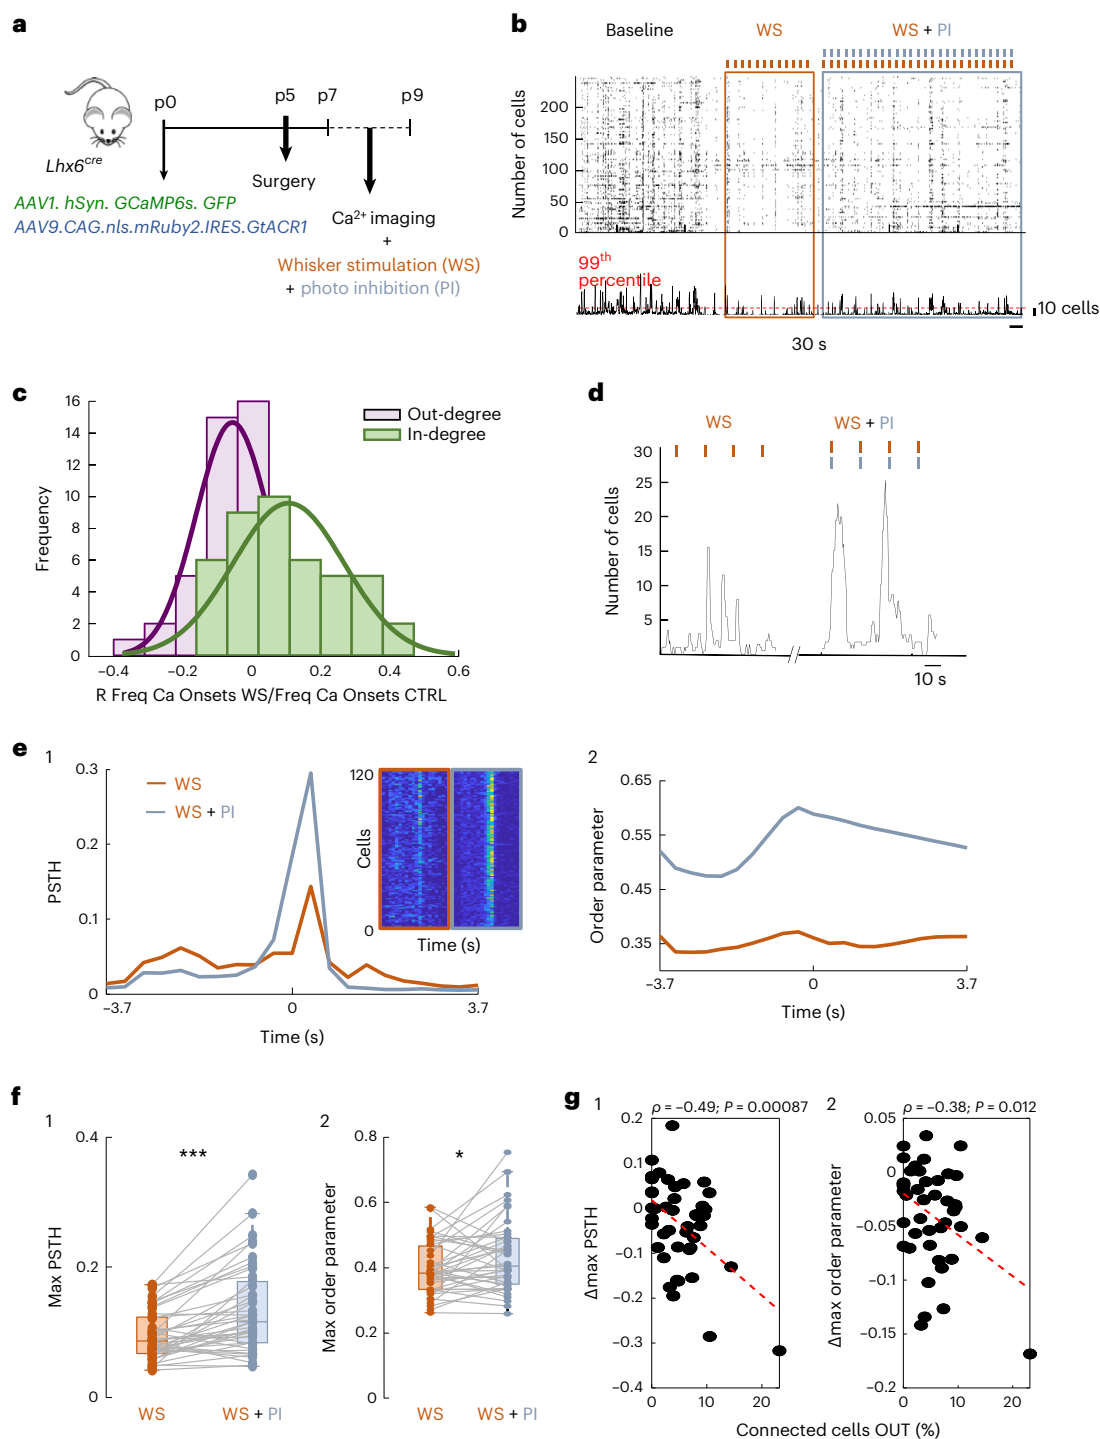 a
p0
p5
p7
p9
Lhx6cre
Surgery
AAV1. hSyn. GCaMP6s. GFP
AAV9.CAG.nls.mRuby2.IRES.GtACR1
Ca2+ imaging
+
Whisker stimulation (WS)
+ photo inhibition (PI)
b
Baseline
WS
WS + PI
Number of cells
200
150
100
50
0
99th
percentile
10 cells
30 s
c
Frequency
16
14
12
10
8
6
4
2
0
Out-degree
In-degree
−0.4
−0.2
0
0.2
0.4
0.6
R Freq Ca Onsets WS/Freq Ca Onsets CTRL
d
WS
WS + PI
Number of cells
30
25
20
15
10
5
10 s
e
1
PSTH
0.3
0.2
0.1
0
WS
WS + PI
120
Cells
0
Time (s)
−3.7
0
3.7
Time (s)
2
Order parameter
0.65
0.55
0.45
0.35
−3.7
0
3.7
Time (s)
f
1
Max PSTH
0.4
0.2
0.2
0
***
WS
WS + PI
2
Max order parameter
0.8
0.6
0.4
0.2
0
*
WS
WS + PI
g
1
ρ = −0.49; P = 0.00087
Δmax PSTH
0.2
0.1
0
−0.1
−0.2
−0.3
−0.4
0
10
20
2
ρ = −0.38; P = 0.012
Δmax order parameter
0.05
0
−0.05
−0.1
−0.15
−0.2
0
10
20
Connected cells OUT (%)